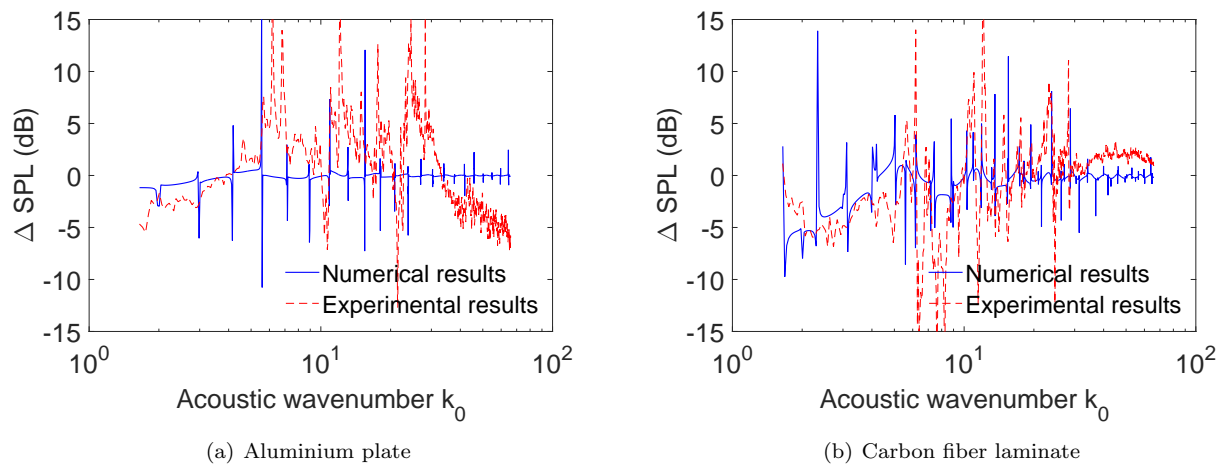 15
10
5
0
-5
-10
-15
Δ SPL (dB)
Numerical results
Experimental results
10^0
10^1
10^2
Acoustic wavenumber k_0
(a) Aluminium plate
15
10
5
0
-5
-10
-15
Δ SPL (dB)
Numerical results
Experimental results
10^0
10^1
10^2
Acoustic wavenumber k_0
(b) Carbon fiber laminate